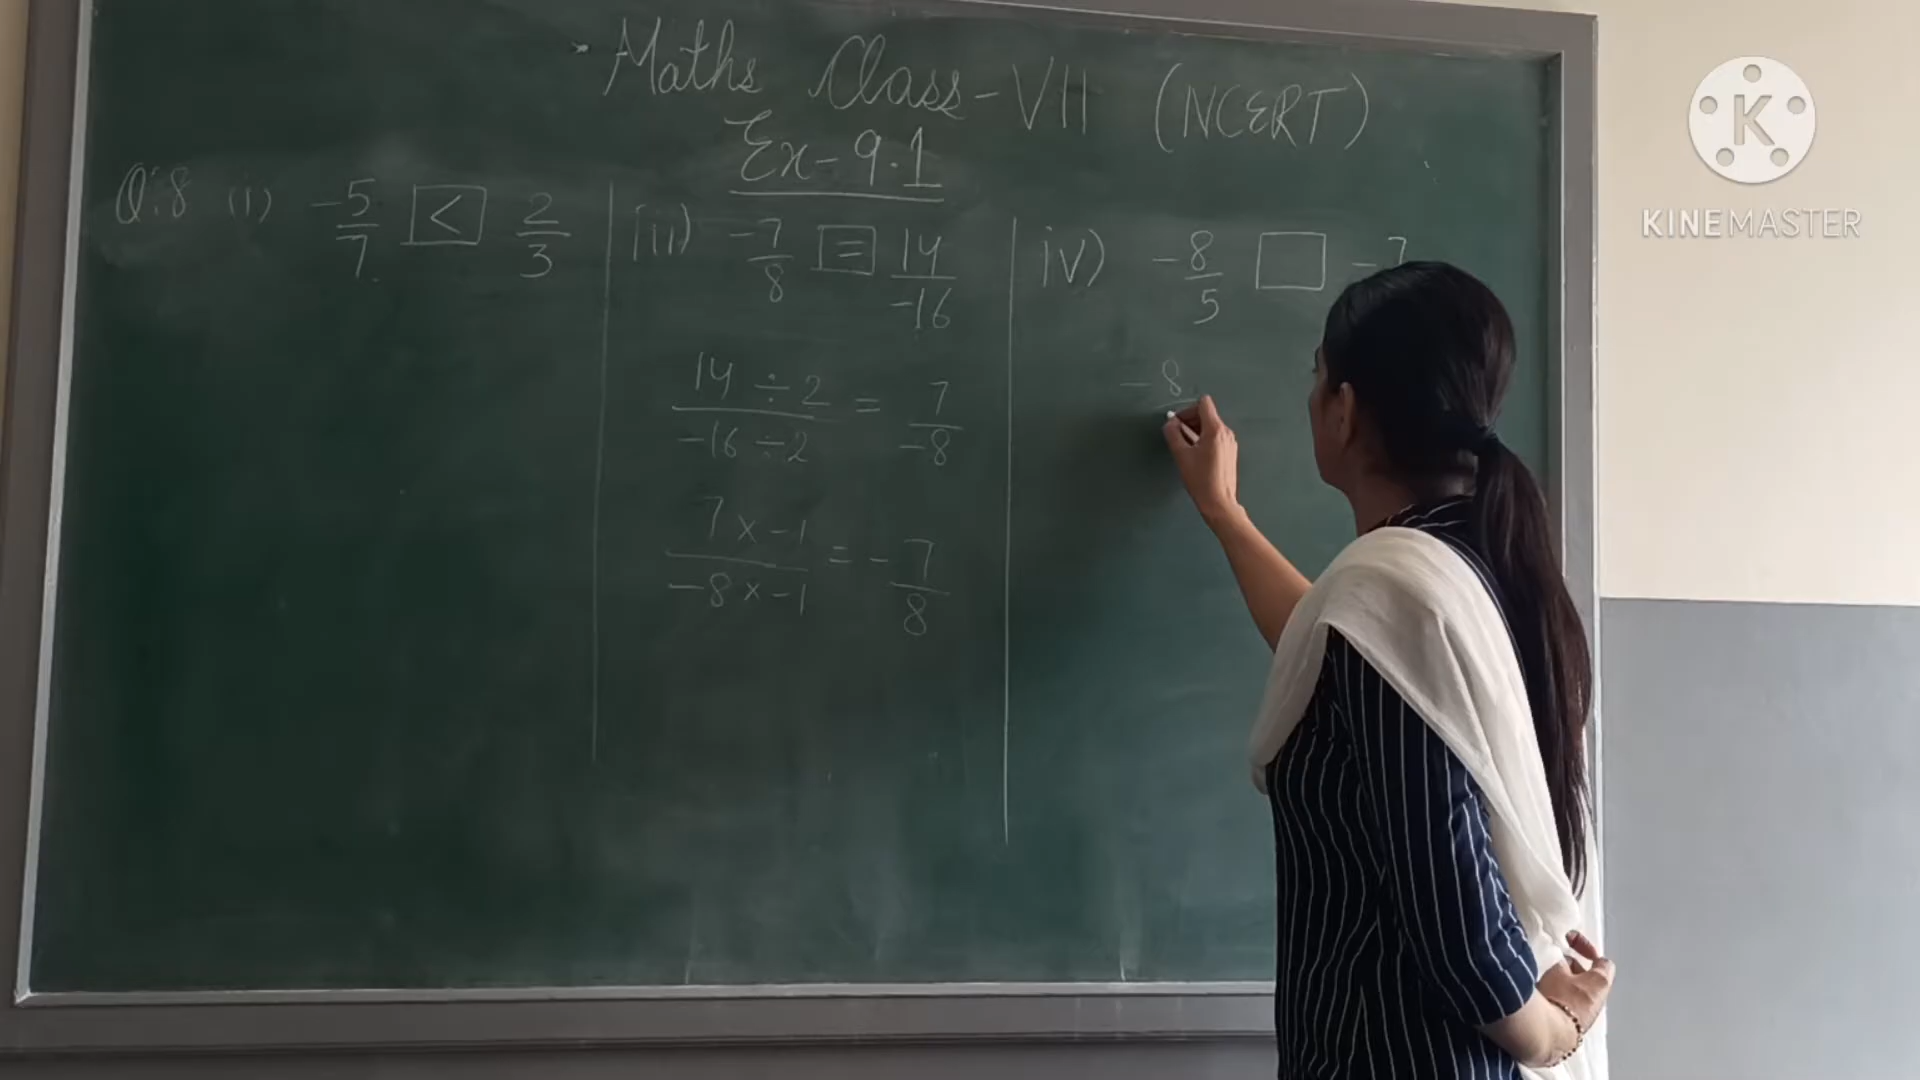 Maths Class-VII (NCERT)
Ex-9.1
Q:8 (i) -5/7 [<] 2/3
(iii) -7/8 [=] 14/-16
14÷2/-16÷2 = 7/-8
7×-1/-8×-1 = -7/8
iv) -8/5 [ ] -7
-8
KINEMASTER